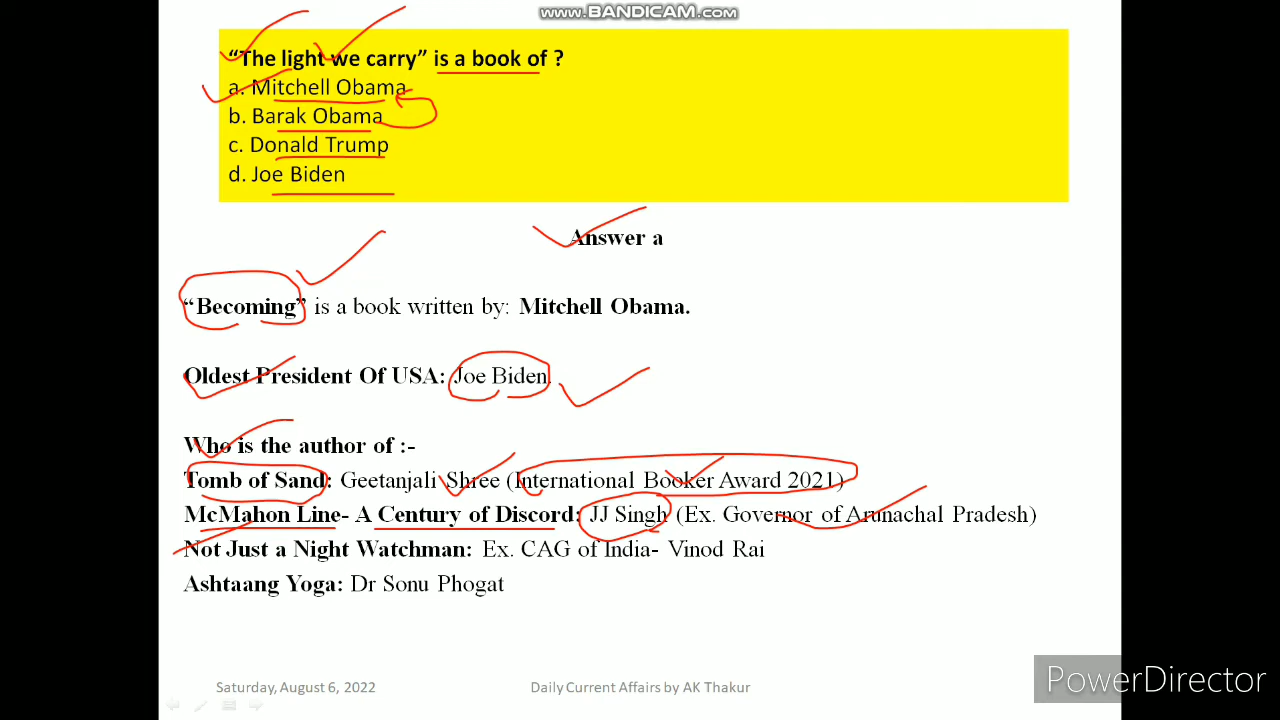 www.BANDICAM.com
“The light we carry” is a book of ?
a. Mitchell Obama
b. Barak Obama
c. Donald Trump
d. Joe Biden
Answer a
“Becoming” is a book written by: Mitchell Obama.
Oldest President Of USA: Joe Biden.
Who is the author of :-
Tomb of Sand: Geetanjali Shree (International Booker Award 2021)
McMahon Line- A Century of Discord: JJ Singh (Ex. Governor of Arunachal Pradesh)
Not Just a Night Watchman: Ex. CAG of India- Vinod Rai
Ashtaang Yoga: Dr Sonu Phogat
Saturday, August 6, 2022
Daily Current Affairs by AK Thakur
PowerDirector